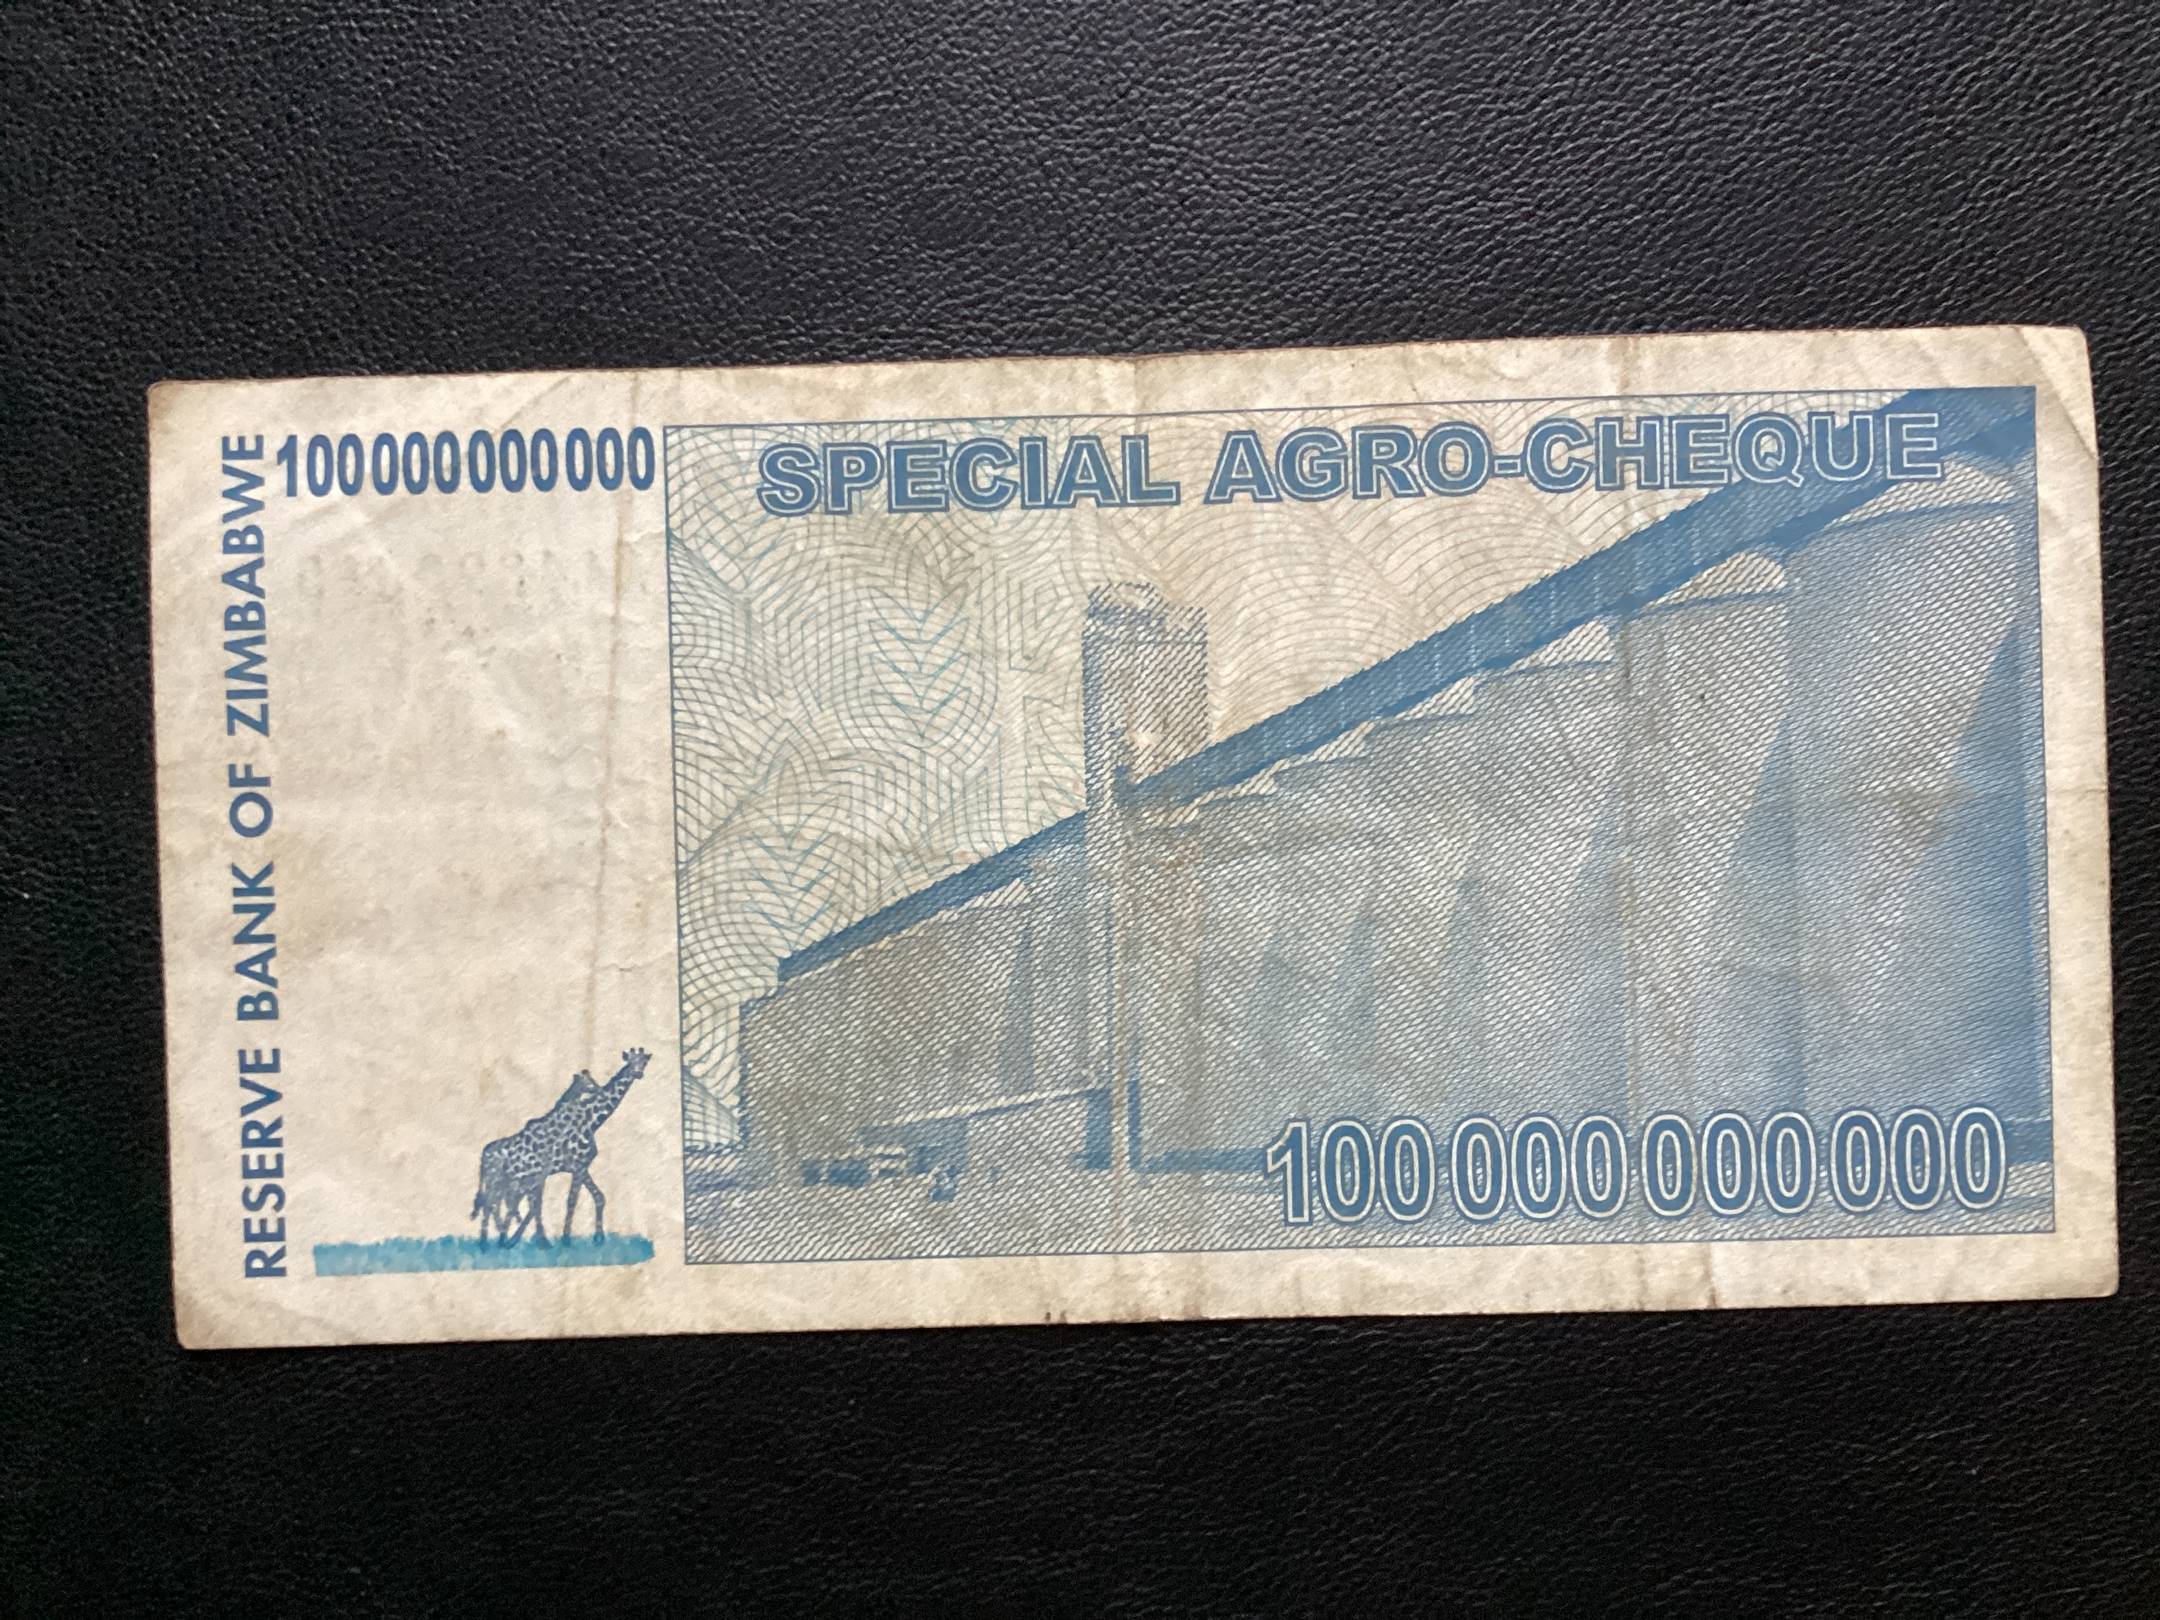 RESERVE BANK OF ZIMBABWE
100000000000
SPECIAL AGRO-CHEQUE
100 000 000 000